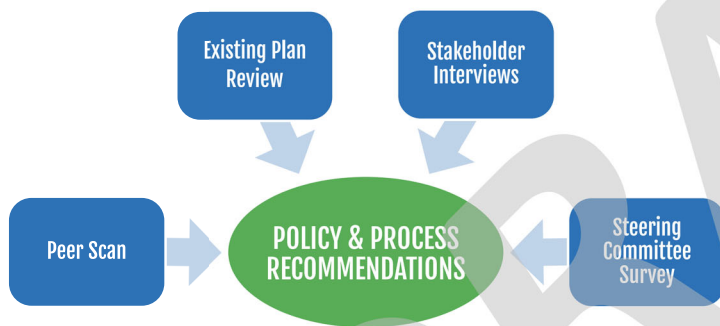 Existing Plan
Review
Stakeholder
Interviews
Peer Scan
POLICY & PROCESS
RECOMMENDATIONS
Steering
Committee
Survey